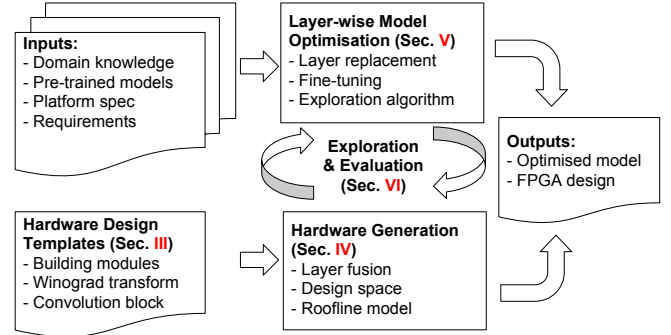 Inputs:
- Domain knowledge
- Pre-trained models
- Platform spec
- Requirements
Layer-wise Model
Optimisation (Sec. V)
- Layer replacement
- Fine-tuning
- Exploration algorithm
Exploration
& Evaluation
(Sec. VI)
Outputs:
- Optimised model
- FPGA design
Hardware Design
Templates (Sec. III)
- Building modules
- Winograd transform
- Convolution block
Hardware Generation
(Sec. IV)
- Layer fusion
- Design space
- Roofline model